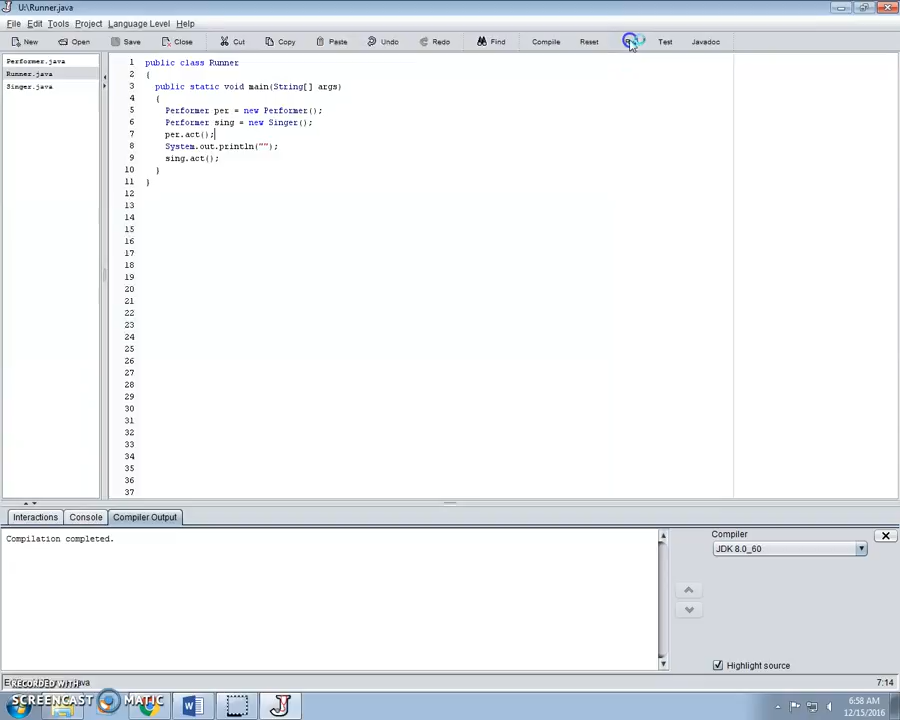 U:\Runner.java
File Edit Tools Project Language Level Help
New Open Save Close Cut Copy Paste Undo Redo Find Compile Reset Test Javadoc
Performer.java
Runner.java
Singer.java
1 public class Runner
2 {
3 public static void main(String[] args)
4 {
5 Performer per = new Performer();
6 Performer sing = new Singer();
7 per.act();
8 System.out.println("");
9 sing.act();
10 }
11 }
12
13
14
15
16
17
18
19
20
21
22
23
24
25
26
27
28
29
30
31
32
33
34
35
36
37
Interactions Console Compiler Output
Compilation completed.
Compiler
JDK 8.0_60
Highlight source
7:14
RECORDED WITH
SCREENCAST MATIC
6:58 AM
12/15/2016